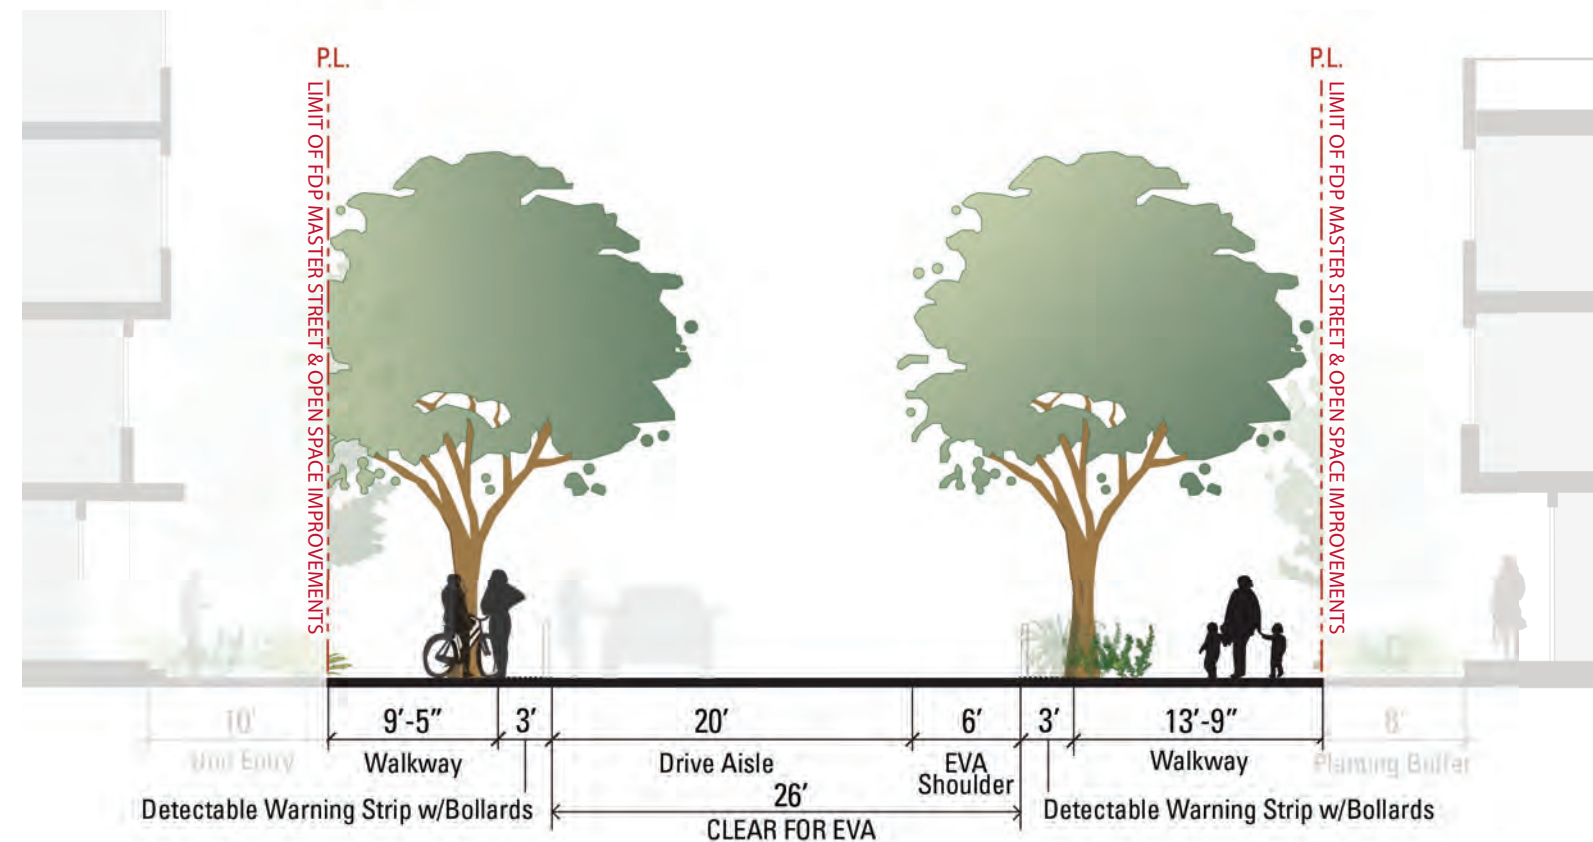 P.L.
P.L.
LIMIT OF FDP MASTER STREET & OPEN SPACE IMPROVEMENTS
LIMIT OF FDP MASTER STREET & OPEN SPACE IMPROVEMENTS
10'
9'-5"
3'
20'
6'
3'
13'-9"
8'
Unit Entry
Walkway
Drive Aisle
EVA
Shoulder
Walkway
Planting Buffer
Detectable Warning Strip w/Bollards
26'
CLEAR FOR EVA
Detectable Warning Strip w/Bollards